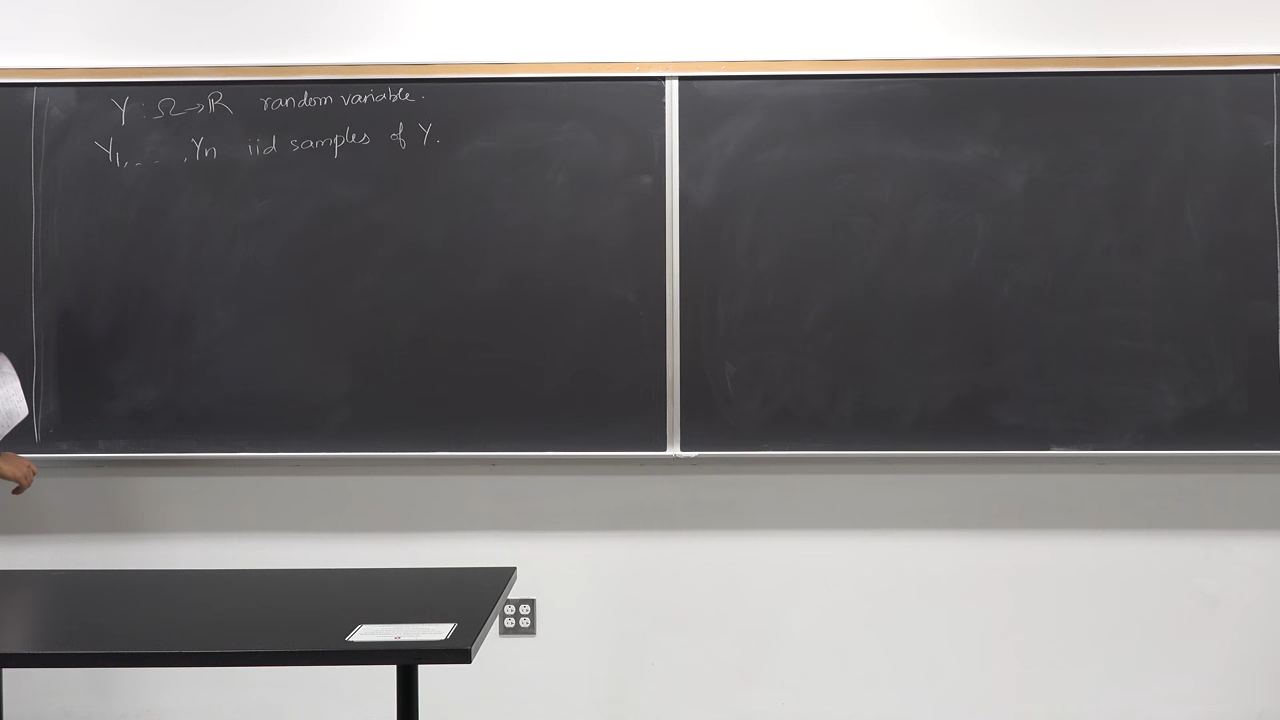 Y : Ω → ℝ random variable.
Y₁, ... , Yn iid samples of Y.